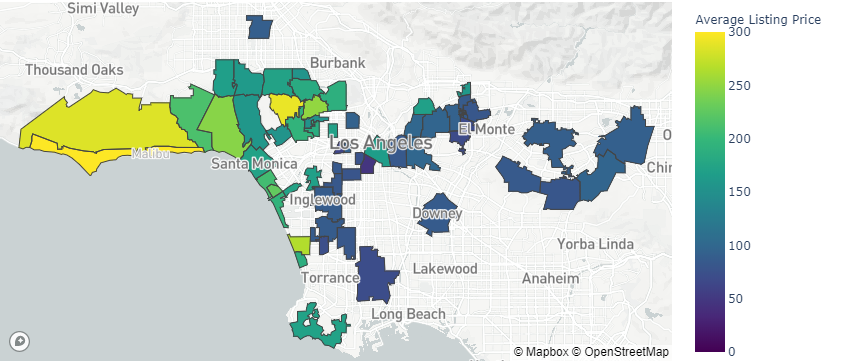 Simi Valley
Average Listing Price
300
Thousand Oaks
Burbank
250
El Monte
Los Angeles
O
Malibu
200
Santa Monica
Chin
Inglewood
150
Downey
100
Yorba Linda
Lakewood
Torrance
Anaheim
50
Long Beach
© Mapbox © OpenStreetMap
0